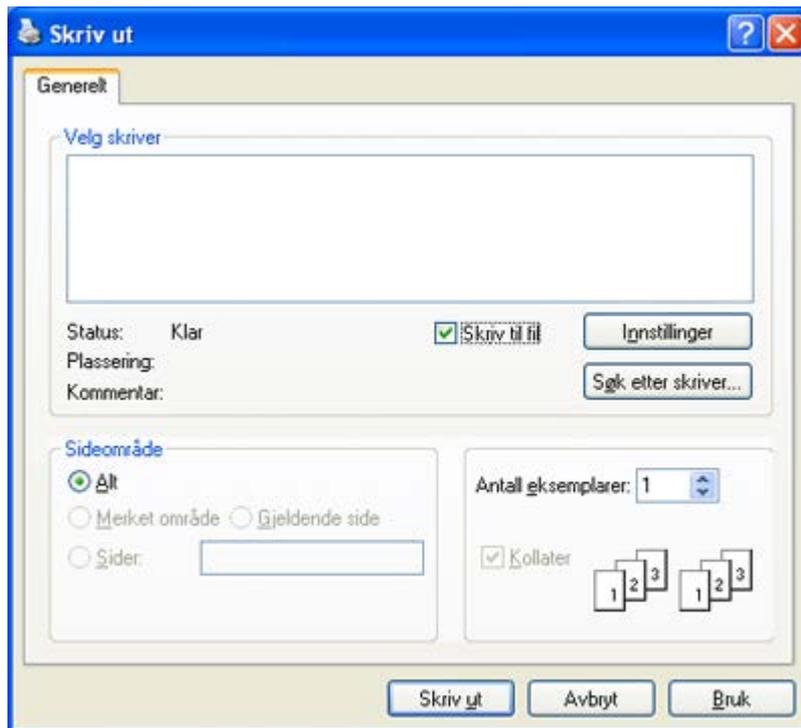 Skriv ut
Generelt
Velg skriver
Status: Klar
Skriv til fil
Innstillinger
Plassering:
Søk etter skriver...
Kommentar:
Sideområde
Alt
Merket område Gjeldende side
Sider:
Antall eksemplarer: 1
Kollater
1 2 3 1 2 3
Skriv ut Avbryt Bruk